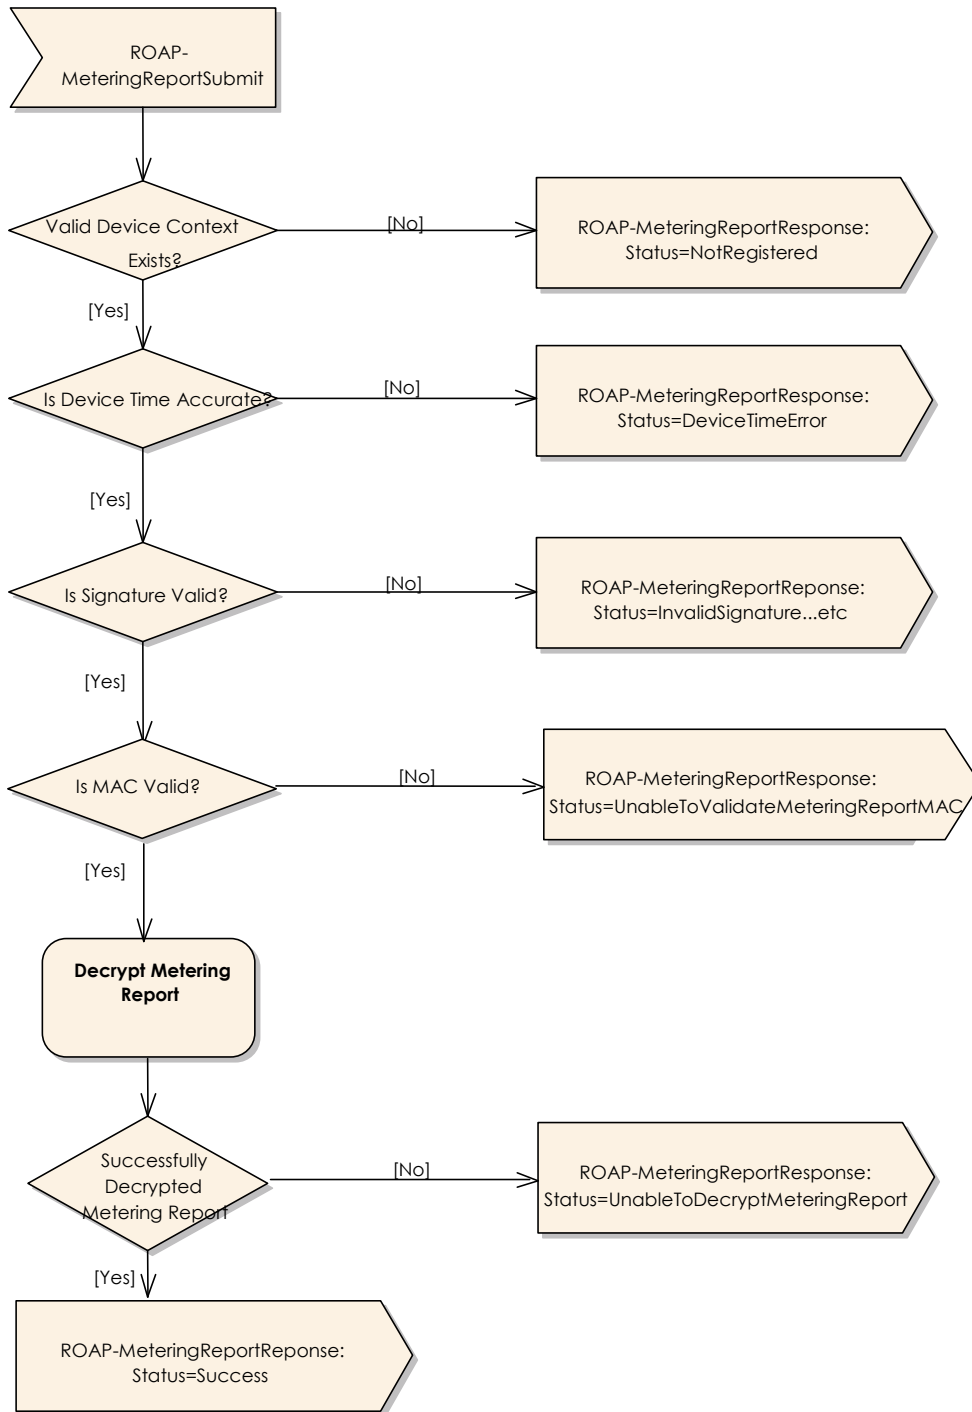 ROAP-
MeteringReportSubmit
Valid Device Context
Exists?
[No]
ROAP-MeteringReportResponse:
Status=NotRegistered
[Yes]
Is Device Time Accurate?
[No]
ROAP-MeteringReportResponse:
Status=DeviceTimeError
[Yes]
Is Signature Valid?
[No]
ROAP-MeteringReportReponse:
Status=InvalidSignature...etc
[Yes]
Is MAC Valid?
[No]
ROAP-MeteringReportResponse:
Status=UnableToValidateMeteringReportMAC
[Yes]
Decrypt Metering
Report
Successfully
Decrypted
Metering Report
[No]
ROAP-MeteringReportResponse:
Status=UnableToDecryptMeteringReport
[Yes]
ROAP-MeteringReportReponse:
Status=Success